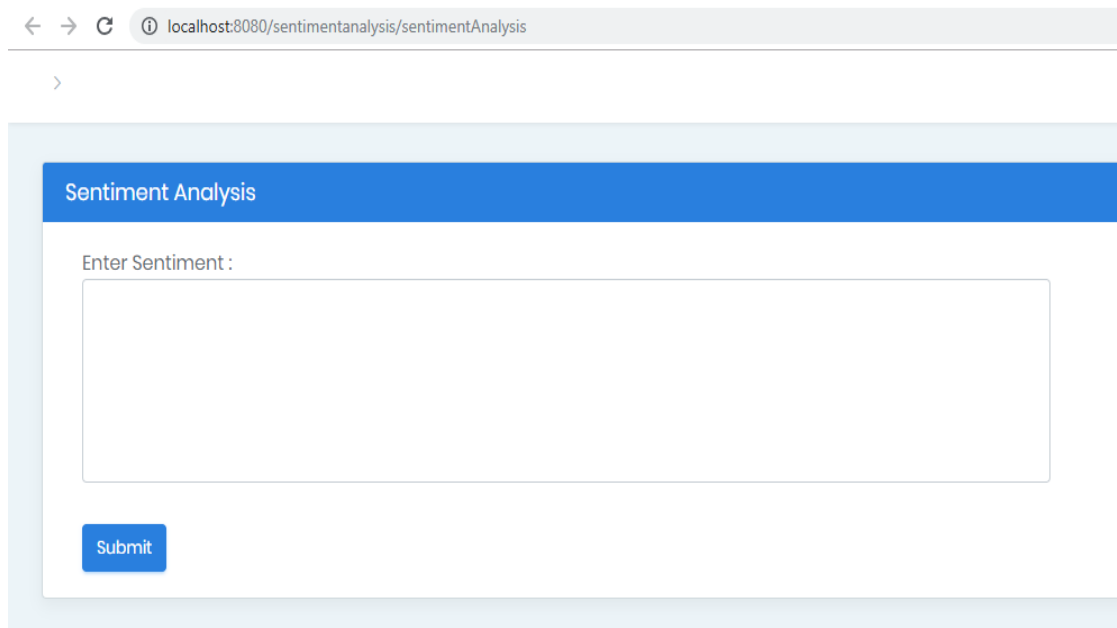 localhost:8080/sentimentanalysis/sentimentAnalysis
Sentiment Analysis
Enter Sentiment :
Submit